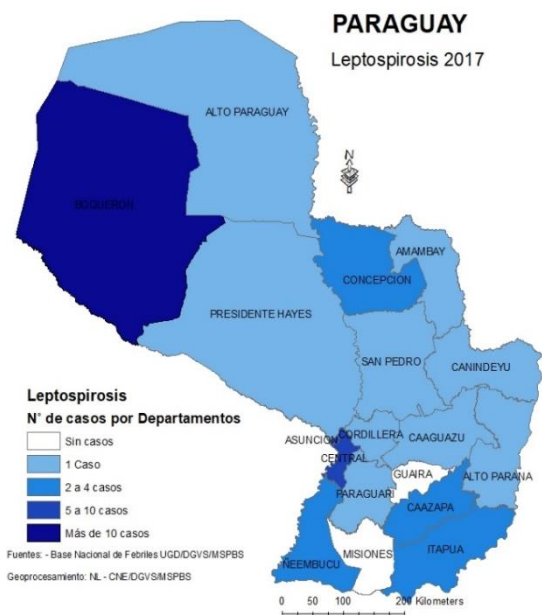 PARAGUAY
Leptospirosis 2017
N
ALTO PARAGUAY
BOQUERON
AMAMBAY
CONCEPCION
PRESIDENTE HAYES
SAN PEDRO
CANINDEYU
ASUNCION
CORDILLERA
CAAGUAZU
CENTRAL
GUAIRA
ALTO PARANA
PARAGUARI
CAAZAPA
MISIONES
ITAPUA
ÑEEMBUCU
Leptospirosis
N° de casos por Departamentos
Sin casos
1 Caso
2 a 4 casos
5 a 10 casos
Más de 10 casos
Fuentes: - Base Nacional de Febriles UGD/DGVS/MSPBS
Geoprocesamiento: NL - CNE/DGVS/MSPBS
0 50 100 200 Kilometers